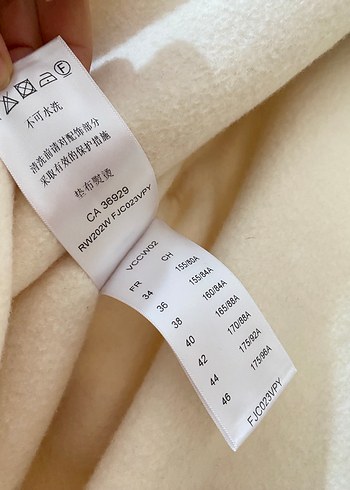 F
不可水洗
清洗前请对配饰部分
采取有效的保护措施
垫布熨烫
CA 36929
RW202W FJC023VPY
VCCW02
FR CH
34 155/80A
36 155/84A
38 160/84A
40 165/88A
42 170/88A
44 175/92A
46 175/96A
FJC023VPY